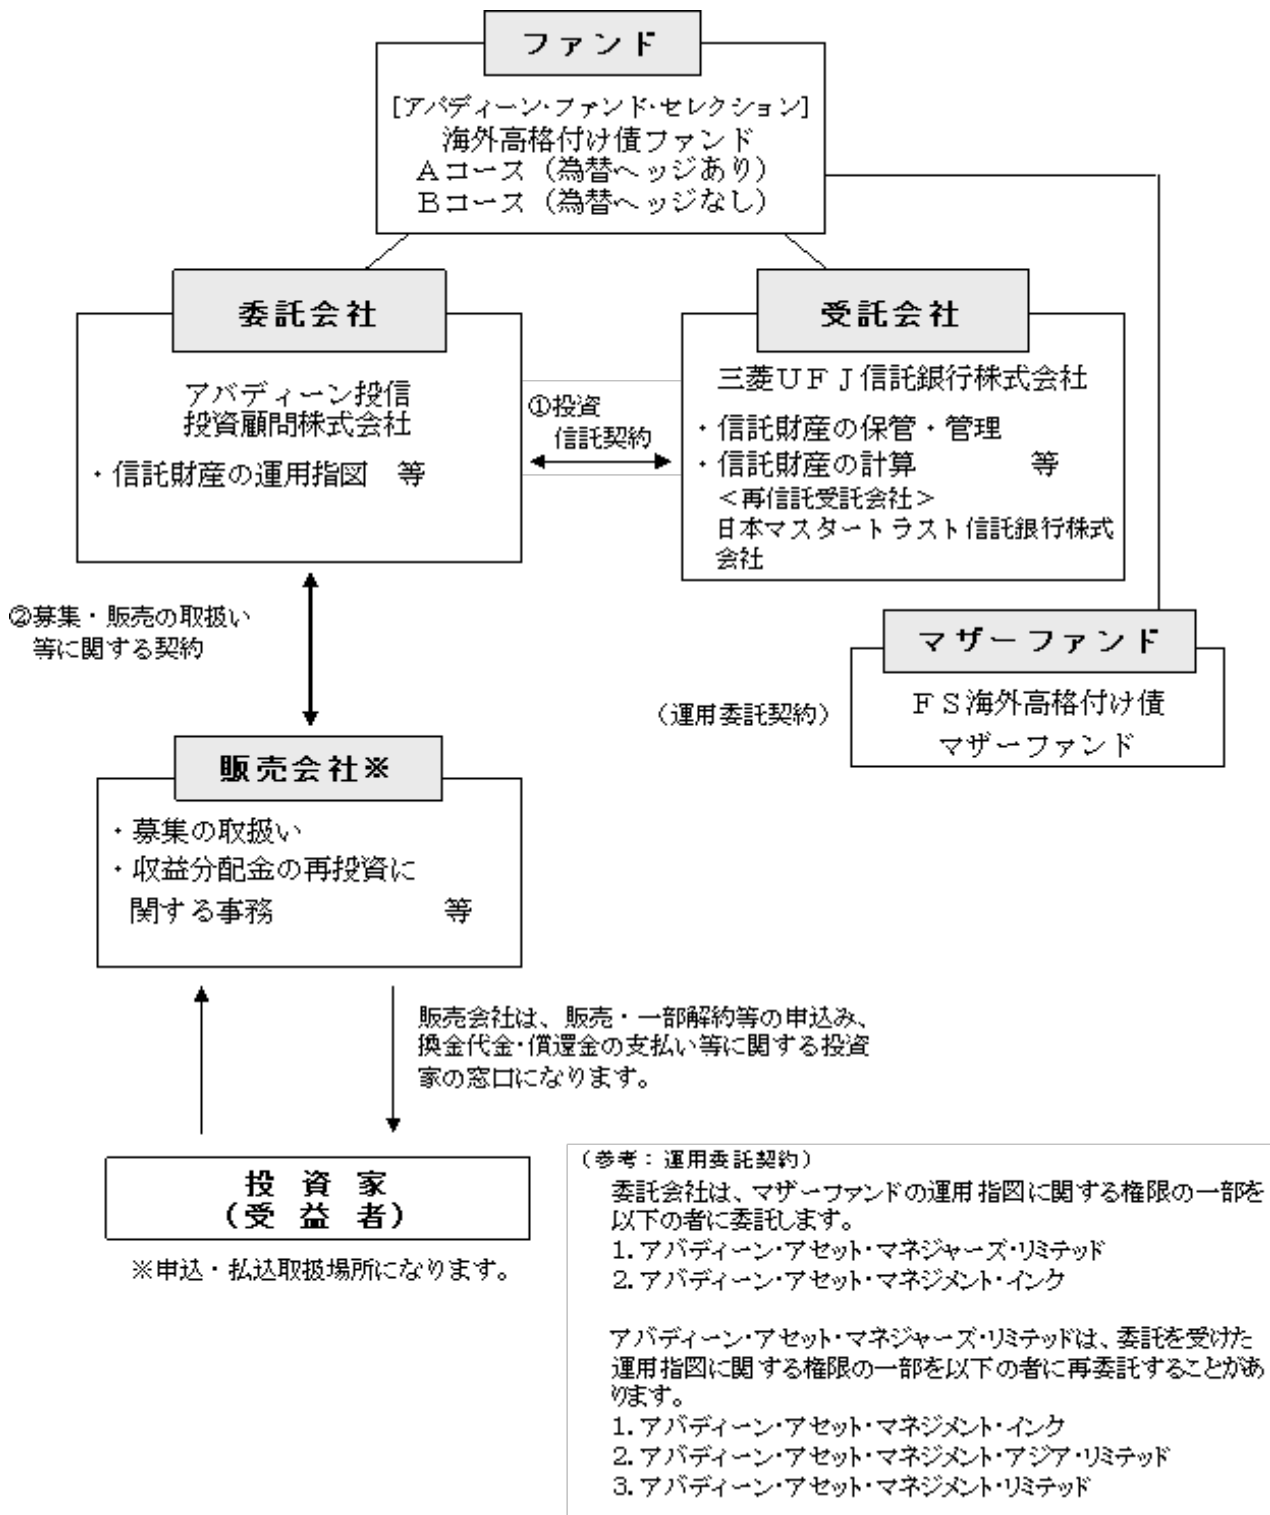 ファンド
[アバディーン・ファンド・セレクション]
海外高格付け債ファンド
Ａコース（為替ヘッジあり）
Ｂコース（為替ヘッジなし）
委託会社
アバディーン投信
投資顧問株式会社
・信託財産の運用指図　等
①投資
信託契約
受託会社
三菱ＵＦＪ信託銀行株式会社
・信託財産の保管・管理
・信託財産の計算　　　　等
＜再信託受託会社＞
日本マスタートラスト信託銀行株式
会社
②募集・販売の取扱い
等に関する契約
マザーファンド
（運用委託契約）
ＦＳ海外高格付け債
マザーファンド
販売会社※
・募集の取扱い
・収益分配金の再投資に
関する事務　　　　　　　等
販売会社は、販売・一部解約等の申込み、
換金代金・償還金の支払い等に関する投資
家の窓口になります。
投　資　家
（受　益　者）
※申込・払込取扱場所になります。
（参考：運用委託契約）
委託会社は、マザーファンドの運用指図に関する権限の一部を
以下の者に委託します。
1. アバディーン・アセット・マネジャーズ・リミテッド
2. アバディーン・アセット・マネジメント・インク
アバディーン・アセット・マネジャーズ・リミテッドは、委託を受けた
運用指図に関する権限の一部を以下の者に再委託することがあ
ります。
1. アバディーン・アセット・マネジメント・インク
2. アバディーン・アセット・マネジメント・アジア・リミテッド
3. アバディーン・アセット・マネジメント・リミテッド